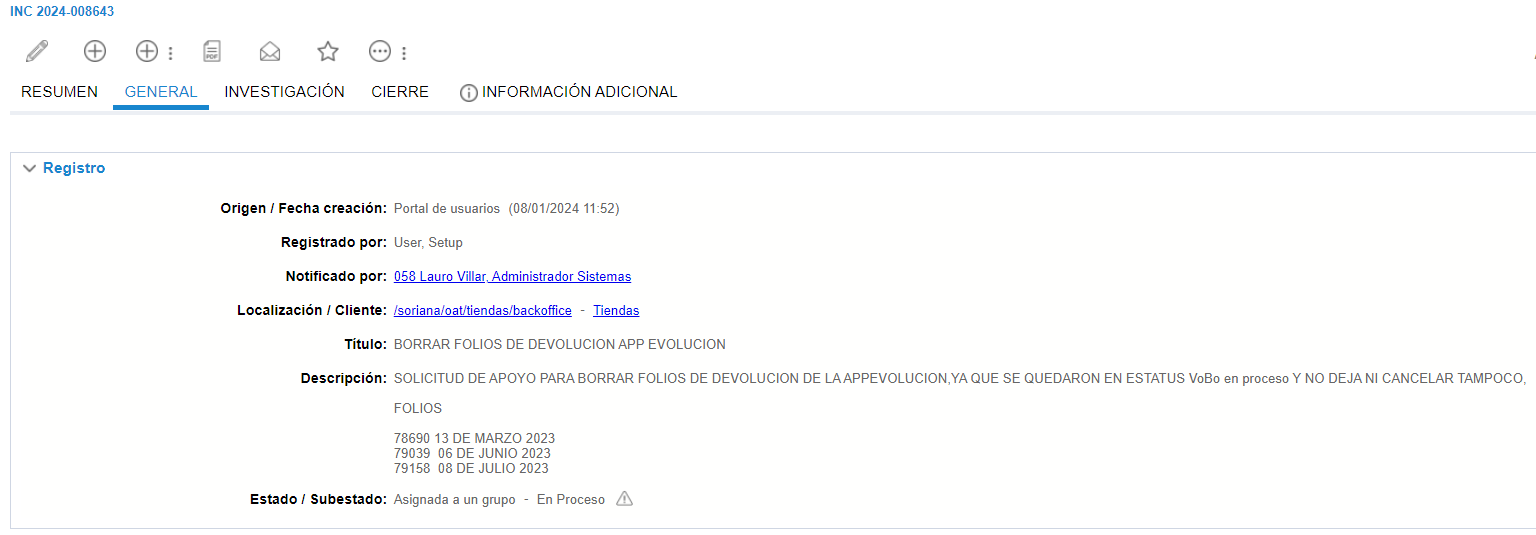 INC 2024-008643
PDF
RESUMEN GENERAL INVESTIGACIÓN CIERRE INFORMACIÓN ADICIONAL
Registro
Origen / Fecha creación: Portal de usuarios (08/01/2024 11:52)
Registrado por: User, Setup
Notificado por: 058 Lauro Villar, Administrador Sistemas
Localización / Cliente: /soriana/oat/tiendas/backoffice - Tiendas
Título: BORRAR FOLIOS DE DEVOLUCION APP EVOLUCION
Descripción: SOLICITUD DE APOYO PARA BORRAR FOLIOS DE DEVOLUCION DE LA APPEVOLUCION,YA QUE SE QUEDARON EN ESTATUS VoBo en proceso Y NO DEJA NI CANCELAR TAMPOCO,
FOLIOS
78690 13 DE MARZO 2023
79039  06 DE JUNIO 2023
79158  08 DE JULIO 2023
Estado / Subestado: Asignada a un grupo - En Proceso